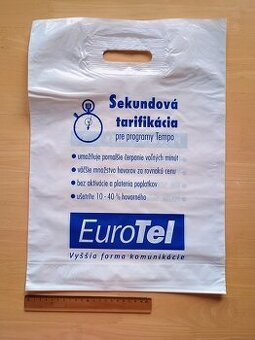 Sekundová
tarifikácia
pre programy Tempo
umožňuje pomalšie čerpanie voľných minút
väčšie množstvo hovorov za rovnakú cenu
bez aktivácie a platenia poplatkov
ušetríte 10 - 40 % hovorného
EuroTel
Vyššia forma komunikácie